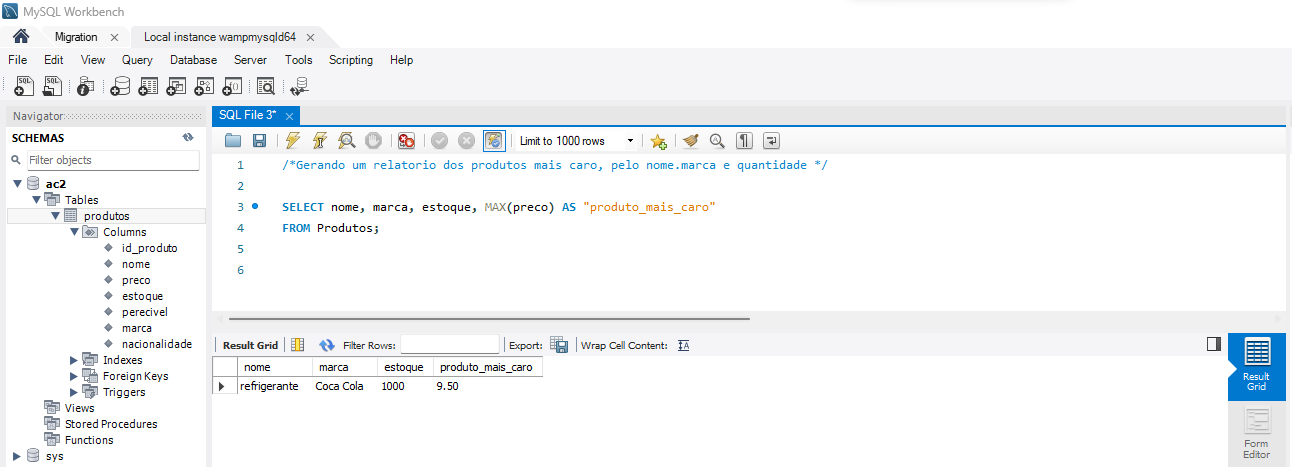 MySQL Workbench
Migration × Local instance wampmysqld64 ×
File Edit View Query Database Server Tools Scripting Help
Navigator
SCHEMAS
Filter objects
ac2
Tables
produtos
Columns
id_produto
nome
preco
estoque
perecivel
marca
nacionalidade
Indexes
Foreign Keys
Triggers
Views
Stored Procedures
Functions
sys
SQL File 3* ×
Limit to 1000 rows
1 /*Gerando um relatorio dos produtos mais caro, pelo nome.marca e quantidade */
2
3 SELECT nome, marca, estoque, MAX(preco) AS "produto_mais_caro"
4 FROM Produtos;
5
6
Result Grid Filter Rows: Export: Wrap Cell Content: IA
nome marca estoque produto_mais_caro
refrigerante Coca Cola 1000 9.50
Result
Grid
Form
Editor